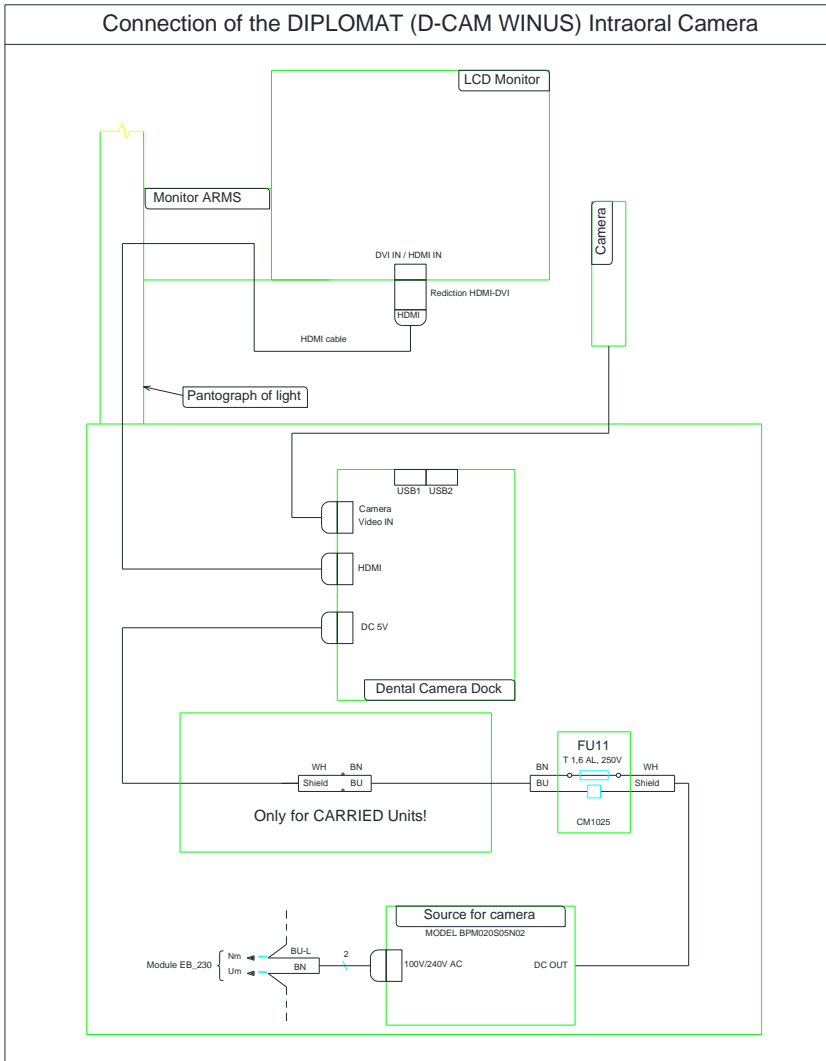 Connection of the DIPLOMAT (D-CAM WINUS) Intraoral Camera
LCD Monitor
Monitor ARMS
Camera
DVI IN / HDMI IN
Rediction HDMI-DVI
HDMI
HDMI cable
Pantograph of light
USB1 USB2
Camera
Video IN
HDMI
DC 5V
Dental Camera Dock
FU11
T 1,6 AL, 250V
WH BN
Shield BU
BN WH
BU Shield
Only for CARRIED Units!
CM1025
Source for camera
MODEL BPM020S05N02
Module EB_230
Nm
Um
BU-L
BN
2
100V/240V AC
DC OUT